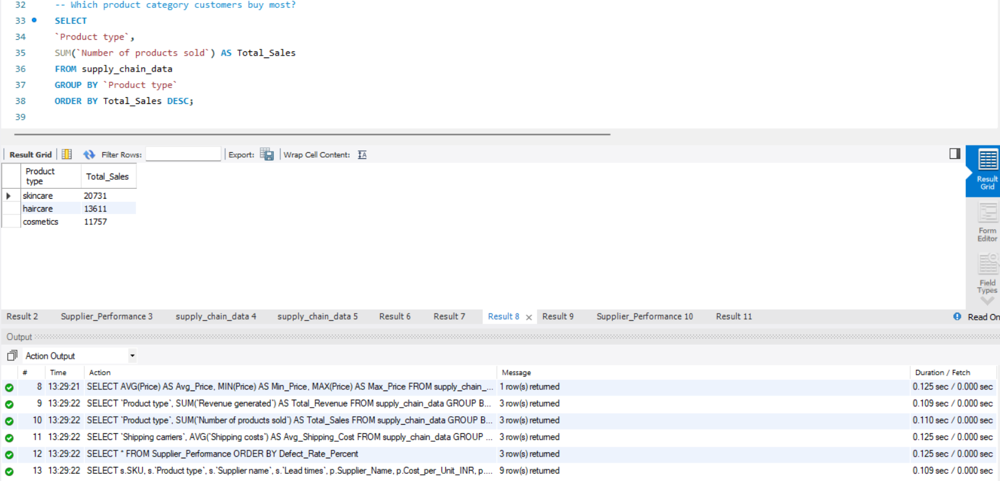 32 -- Which product category customers buy most?
33 SELECT
34 `Product type`,
35 SUM(`Number of products sold`) AS Total_Sales
36 FROM supply_chain_data
37 GROUP BY `Product type`
38 ORDER BY Total_Sales DESC;
39
Result Grid Filter Rows: Export: Wrap Cell Content:
Product type Total_Sales
skincare 20731
haircare 13611
cosmetics 11757
Result Grid
Form Editor
Field Types
Result 2 Supplier_Performance 3 supply_chain_data 4 supply_chain_data 5 Result 6 Result 7 Result 8 Result 9 Supplier_Performance 10 Result 11 Read On
Output
Action Output
# Time Action Message Duration / Fetch
8 13:29:21 SELECT AVG(Price) AS Avg_Price, MIN(Price) AS Min_Price, MAX(Price) AS Max_Price FROM supply_chain_... 1 row(s) returned 0.125 sec / 0.000 sec
9 13:29:22 SELECT `Product type`, SUM(`Revenue generated`) AS Total_Revenue FROM supply_chain_data GROUP B... 3 row(s) returned 0.109 sec / 0.000 sec
10 13:29:22 SELECT `Product type`, SUM(`Number of products sold`) AS Total_Sales FROM supply_chain_data GROUP B... 3 row(s) returned 0.110 sec / 0.000 sec
11 13:29:22 SELECT `Shipping carriers`, AVG(`Shipping costs`) AS Avg_Shipping_Cost FROM supply_chain_data GROUP ... 3 row(s) returned 0.125 sec / 0.000 sec
12 13:29:22 SELECT * FROM Supplier_Performance ORDER BY Defect_Rate_Percent 3 row(s) returned 0.125 sec / 0.000 sec
13 13:29:22 SELECT s.SKU, s.`Product type`, s.`Supplier name`, s.`Lead times`, p.Supplier_Name, p.Cost_per_Unit_INR, p.... 9 row(s) returned 0.109 sec / 0.000 sec